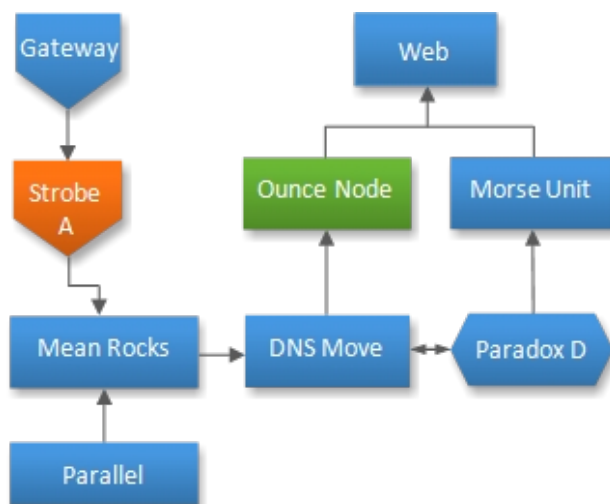 Gateway
Web
Strobe
A
Ounce Node
Morse Unit
Mean Rocks
DNS Move
Paradox D
Parallel